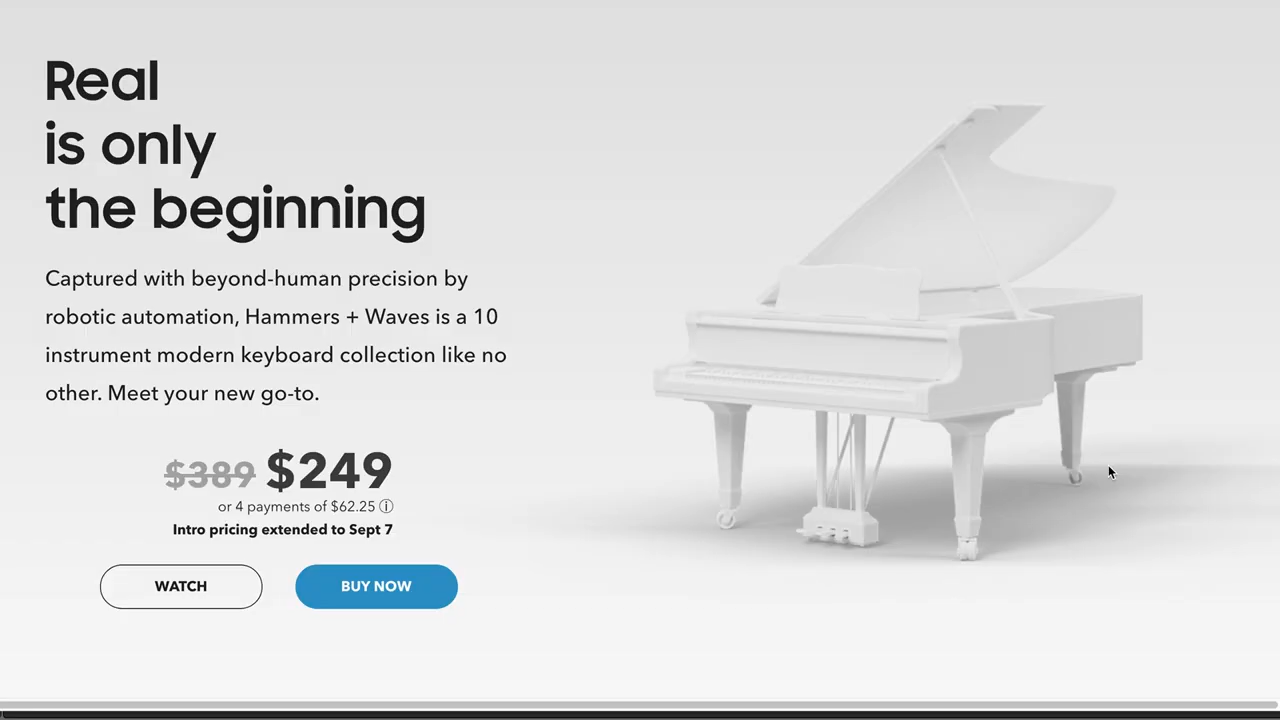 Real
is only
the beginning
Captured with beyond-human precision by
robotic automation, Hammers + Waves is a 10
instrument modern keyboard collection like no
other. Meet your new go-to.
$389 $249
or 4 payments of $62.25 ⓘ
Intro pricing extended to Sept 7
WATCH BUY NOW